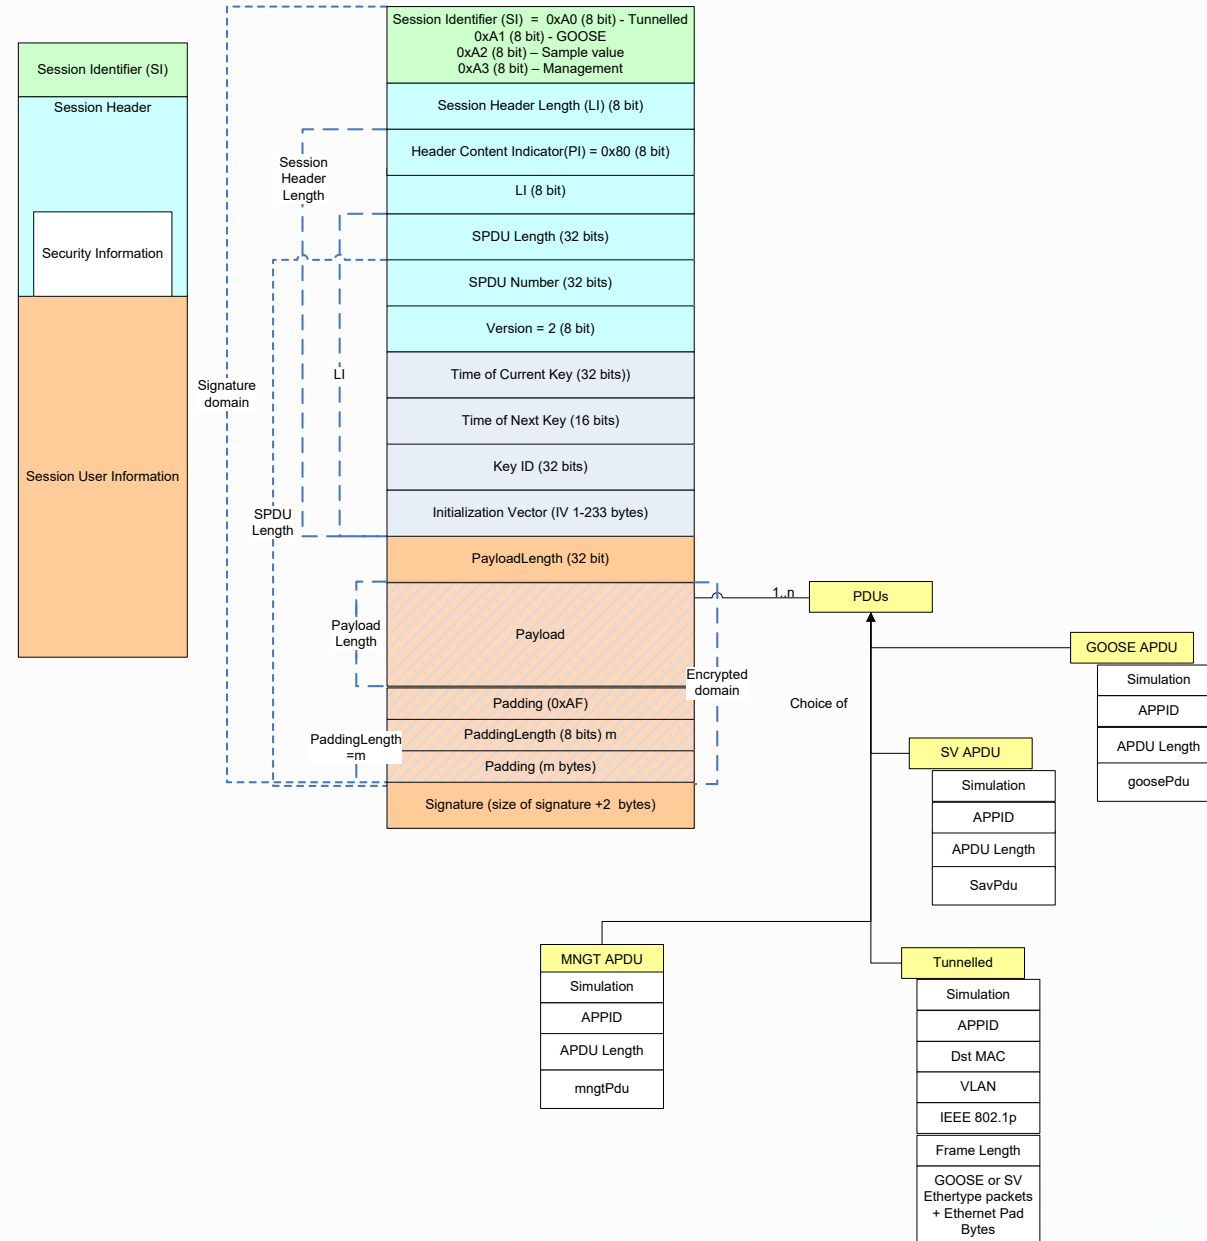 Session Identifier (SI)
Session Header
Security Information
Session User Information
Session Identifier (SI) = 0xA0 (8 bit) - Tunnelled
0xA1 (8 bit) - GOOSE
0xA2 (8 bit) – Sample value
0xA3 (8 bit) – Management
Session Header Length (LI) (8 bit)
Header Content Indicator(PI) = 0x80 (8 bit)
LI (8 bit)
SPDU Length (32 bits)
SPDU Number (32 bits)
Version = 2 (8 bit)
Time of Current Key (32 bits))
Time of Next Key (16 bits)
Key ID (32 bits)
Initialization Vector (IV 1-233 bytes)
PayloadLength (32 bit)
Payload
Padding (0xAF)
PaddingLength (8 bits) m
Padding (m bytes)
Signature (size of signature +2 bytes)
Session
Header
Length
LI
Signature
domain
SPDU
Length
Payload
Length
PaddingLength
=m
Encrypted
domain
1..n
PDUs
Choice of
GOOSE APDU
Simulation
APPID
APDU Length
goosePdu
SV APDU
Simulation
APPID
APDU Length
SavPdu
MNGT APDU
Simulation
APPID
APDU Length
mngtPdu
Tunnelled
Simulation
APPID
Dst MAC
VLAN
IEEE 802.1p
Frame Length
GOOSE or SV
Ethertype packets
+ Ethernet Pad
Bytes